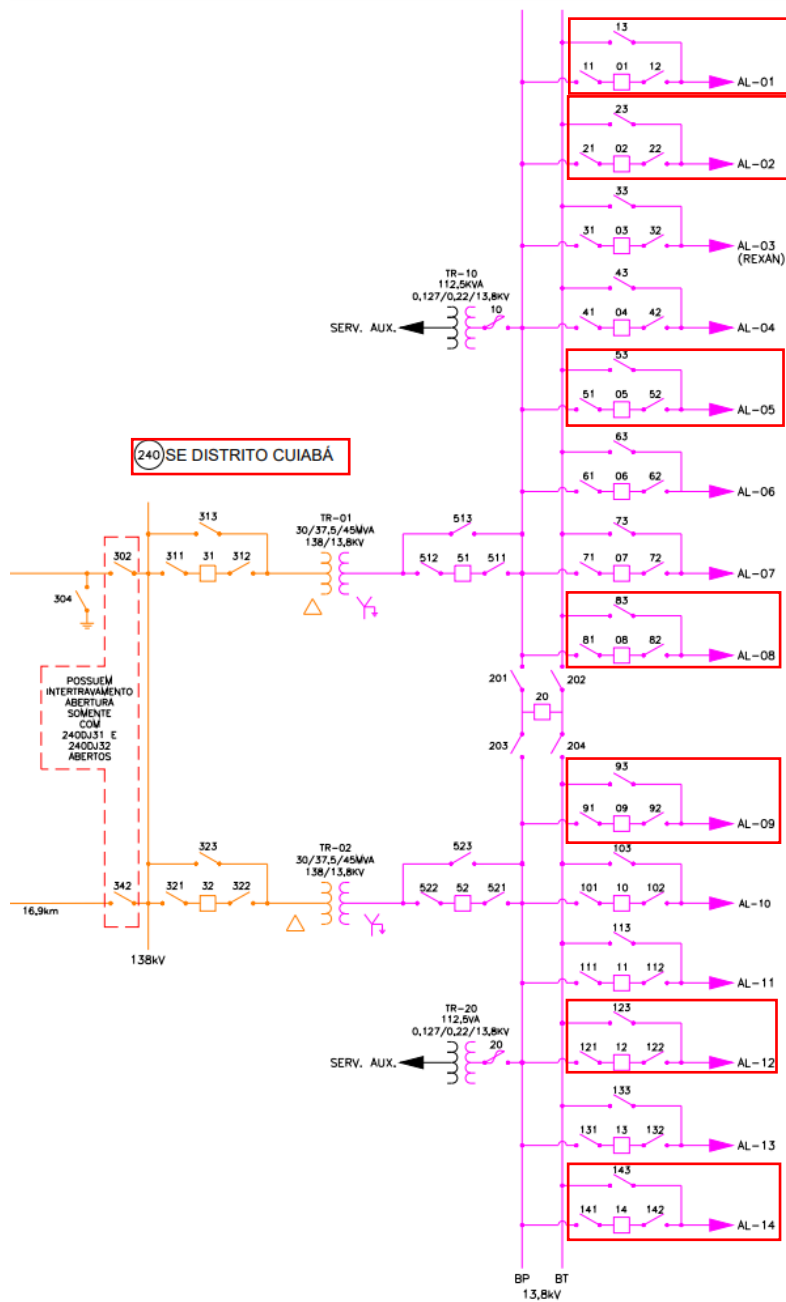 13
11 01 12
AL-01
23
21 02 22
AL-02
33
31 03 32
AL-03
(REXAN)
TR-10
112,5KVA
0,127/0,22/13,8KV
10
SERV. AUX.
43
41 04 42
AL-04
53
51 05 52
AL-05
240 SE DISTRITO CUIABÁ
63
61 06 62
AL-06
313
302 311 31 312
304
TR-01
30/37,5/45MVA
138/13,8KV
513
512 51 511
73
71 07 72
AL-07
83
81 08 82
AL-08
POSSUEM
INTERTRAVAMENTO
ABERTURA
SOMENTE
COM
240DJ31 E
240DJ32
ABERTOS
201 202
20
203 204
93
91 09 92
AL-09
323
342 321 32 322
16,9km
138kV
TR-02
30/37,5/45MVA
138/13,8KV
523
522 52 521
103
101 10 102
AL-10
113
111 11 112
AL-11
TR-20
112,5VA
0,127/0,22/13,8KV
20
SERV. AUX.
123
121 12 122
AL-12
133
131 13 132
AL-13
143
141 14 142
AL-14
BP BT
13,8kV